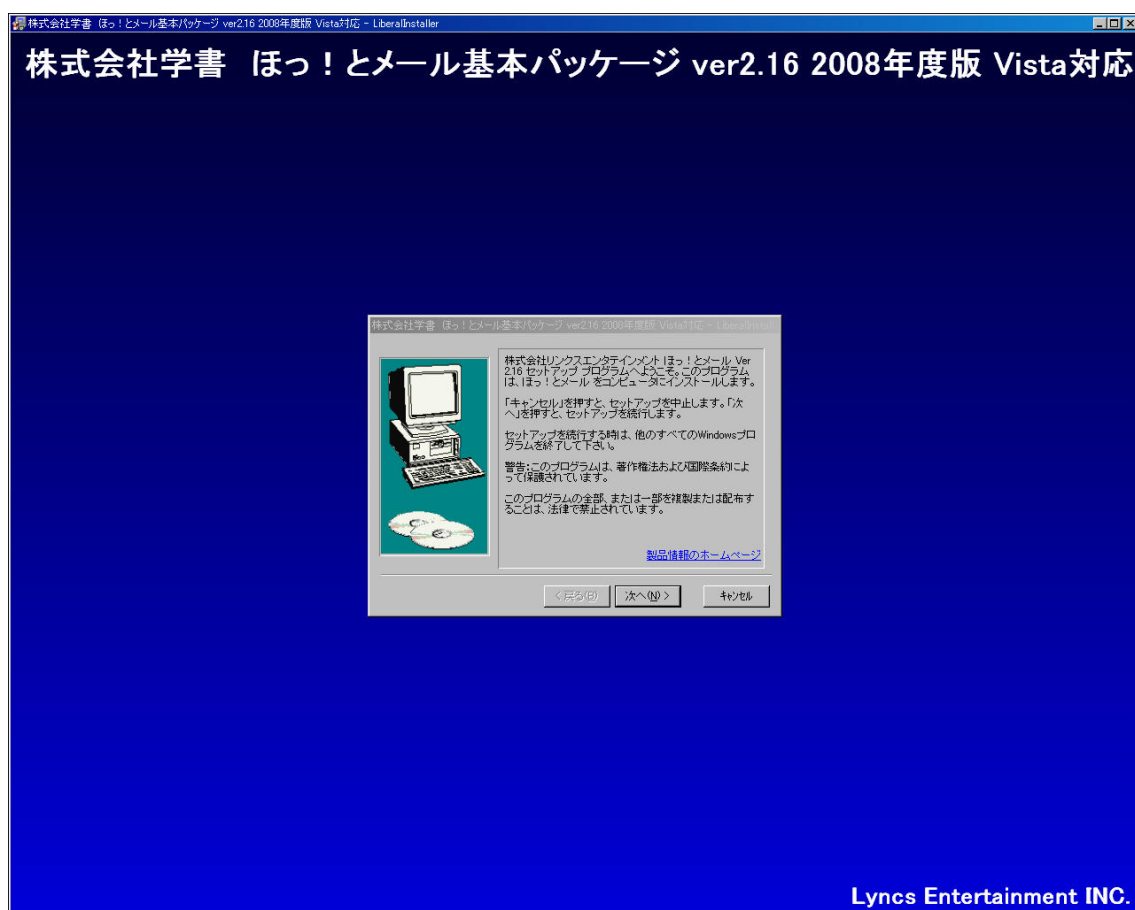 株式会社学書 ほっ！とメール基本パッケージ ver2.16 2008年度版 Vista対応 - LiberalInstaller
株式会社学書　ほっ！とメール基本パッケージ ver2.16 2008年度版 Vista対応
株式会社学書 ほっ！とメール基本パッケージ ver2.16 2008年度版 Vista対応 - LiberalInstall
株式会社リンクスエンタテインメント ほっ！とメール Ver
2.16 セットアップ プログラムへようこそ。このプログラム
は、ほっ！とメール をコンピュータにインストールします。
「キャンセル」を押すと、セットアップを中止します。「次
へ」を押すと、セットアップを続行します。
セットアップを続行する時は、他のすべてのWindowsプロ
グラムを終了して下さい。
警告：このプログラムは、著作権法および国際条約によ
って保護されています。
このプログラムの全部、または一部を複製または配布す
ることは、法律で禁止されています。
製品情報のホームページ
< 戻る(B)
次へ(N) >
キャンセル
Lyncs Entertainment INC.